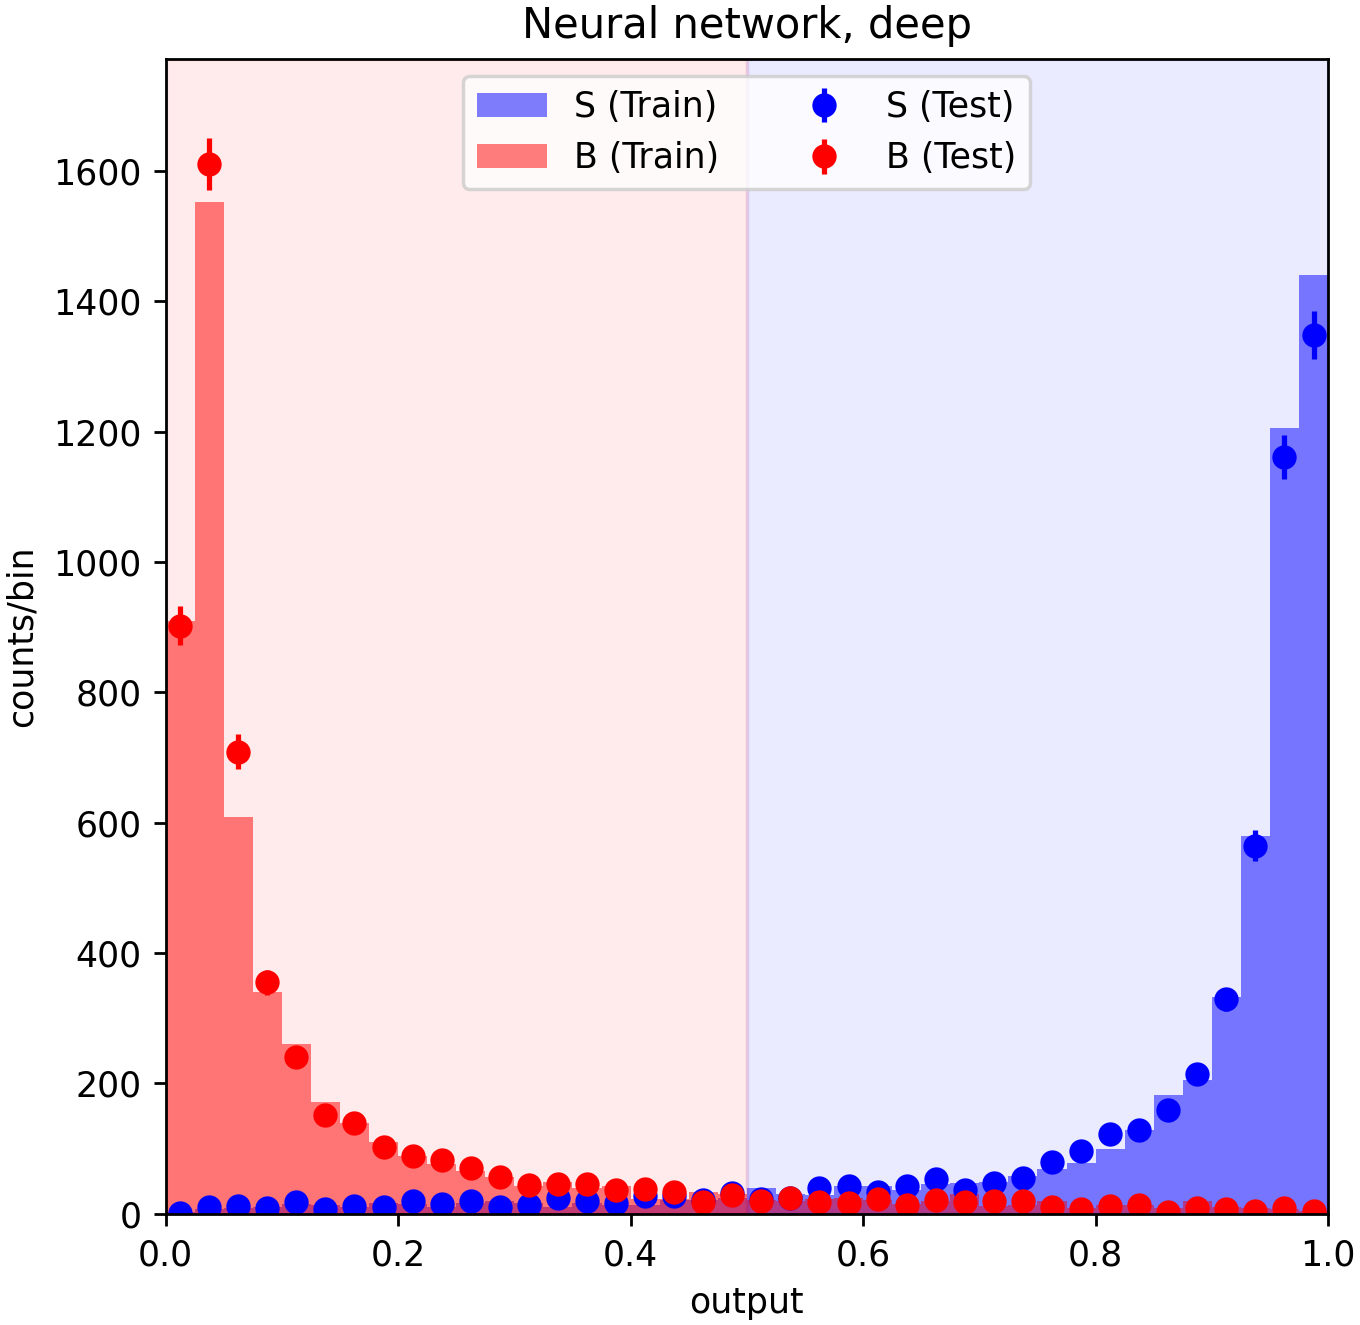 Neural network, deep
S (Train)
B (Train)
S (Test)
B (Test)
1600
1400
1200
1000
800
600
400
200
0
counts/bin
0.0 0.2 0.4 0.6 0.8 1.0
output